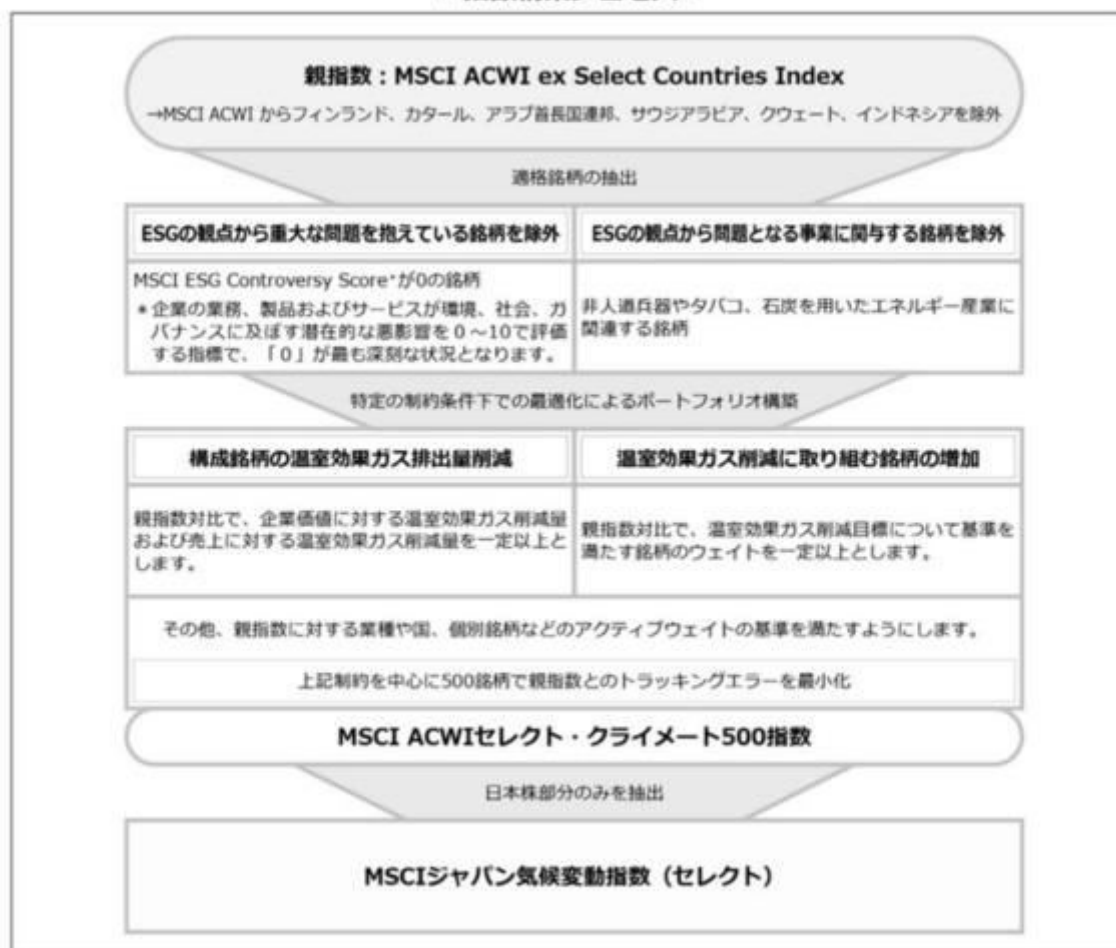 親指数：MSCI ACWI ex Select Countries Index
→MSCI ACWI からフィンランド、カタール、アラブ首長国連邦、サウジアラビア、クウェート、インドネシアを除外
適格銘柄の抽出
ESGの観点から重大な問題を抱えている銘柄を除外
MSCI ESG Controversy Score*が0の銘柄
*企業の業務、製品およびサービスが環境、社会、ガ
バナンスに及ぼす潜在的な悪影響を０～10で評価
する指標で、「０」が最も深刻な状況となります。
ESGの観点から問題となる事業に関与する銘柄を除外
非人道兵器やタバコ、石炭を用いたエネルギー産業に
関連する銘柄
特定の制約条件下での最適化によるポートフォリオ構築
構成銘柄の温室効果ガス排出量削減
親指数対比で、企業価値に対する温室効果ガス削減量
および売上に対する温室効果ガス削減量を一定以上と
します。
温室効果ガス削減に取り組む銘柄の増加
親指数対比で、温室効果ガス削減目標について基準を
満たす銘柄のウェイトを一定以上とします。
その他、親指数に対する業種や国、個別銘柄などのアクティブウェイトの基準を満たすようにします。
上記制約を中心に500銘柄で親指数とのトラッキングエラーを最小化
MSCI ACWIセレクト・クライメート500指数
日本株部分のみを抽出
MSCIジャパン気候変動指数（セレクト）